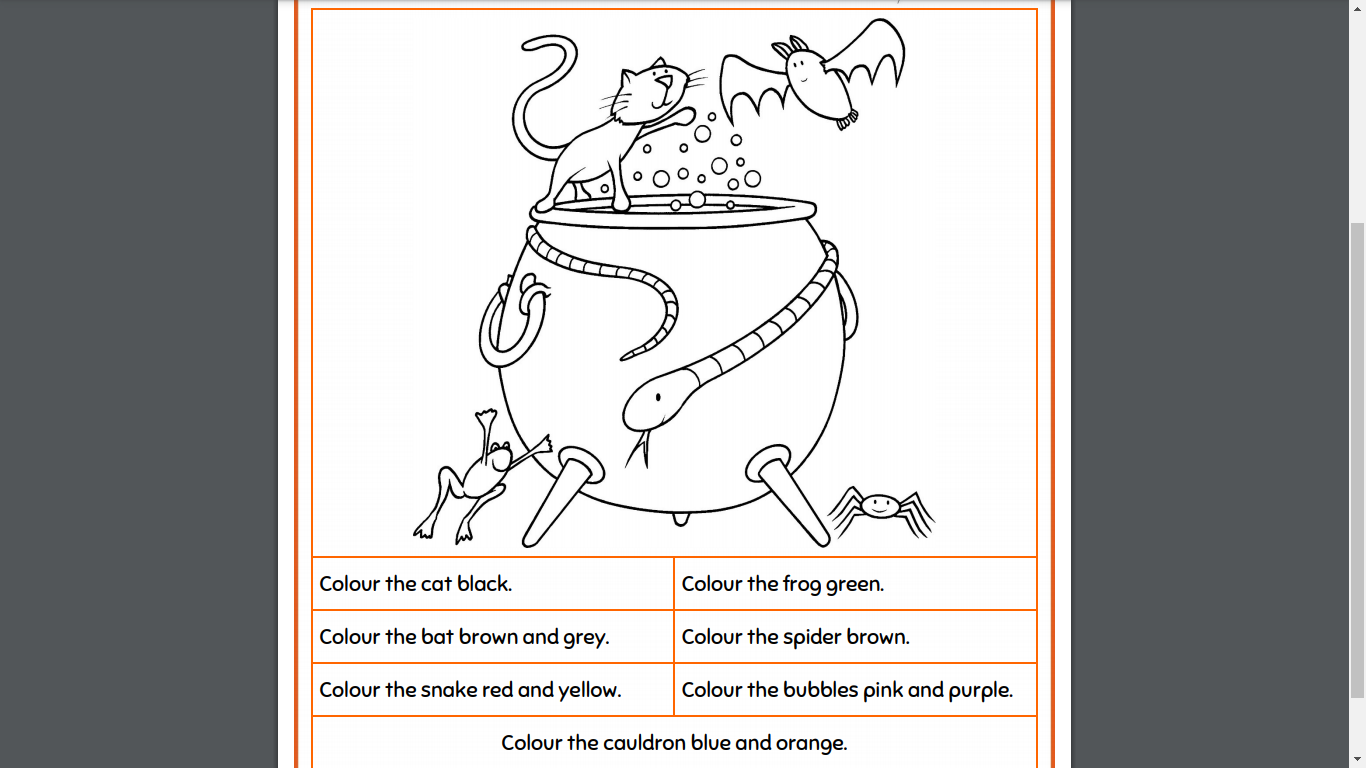 Colour the cat black.
Colour the frog green.
Colour the bat brown and grey.
Colour the spider brown.
Colour the snake red and yellow.
Colour the bubbles pink and purple.
Colour the cauldron blue and orange.